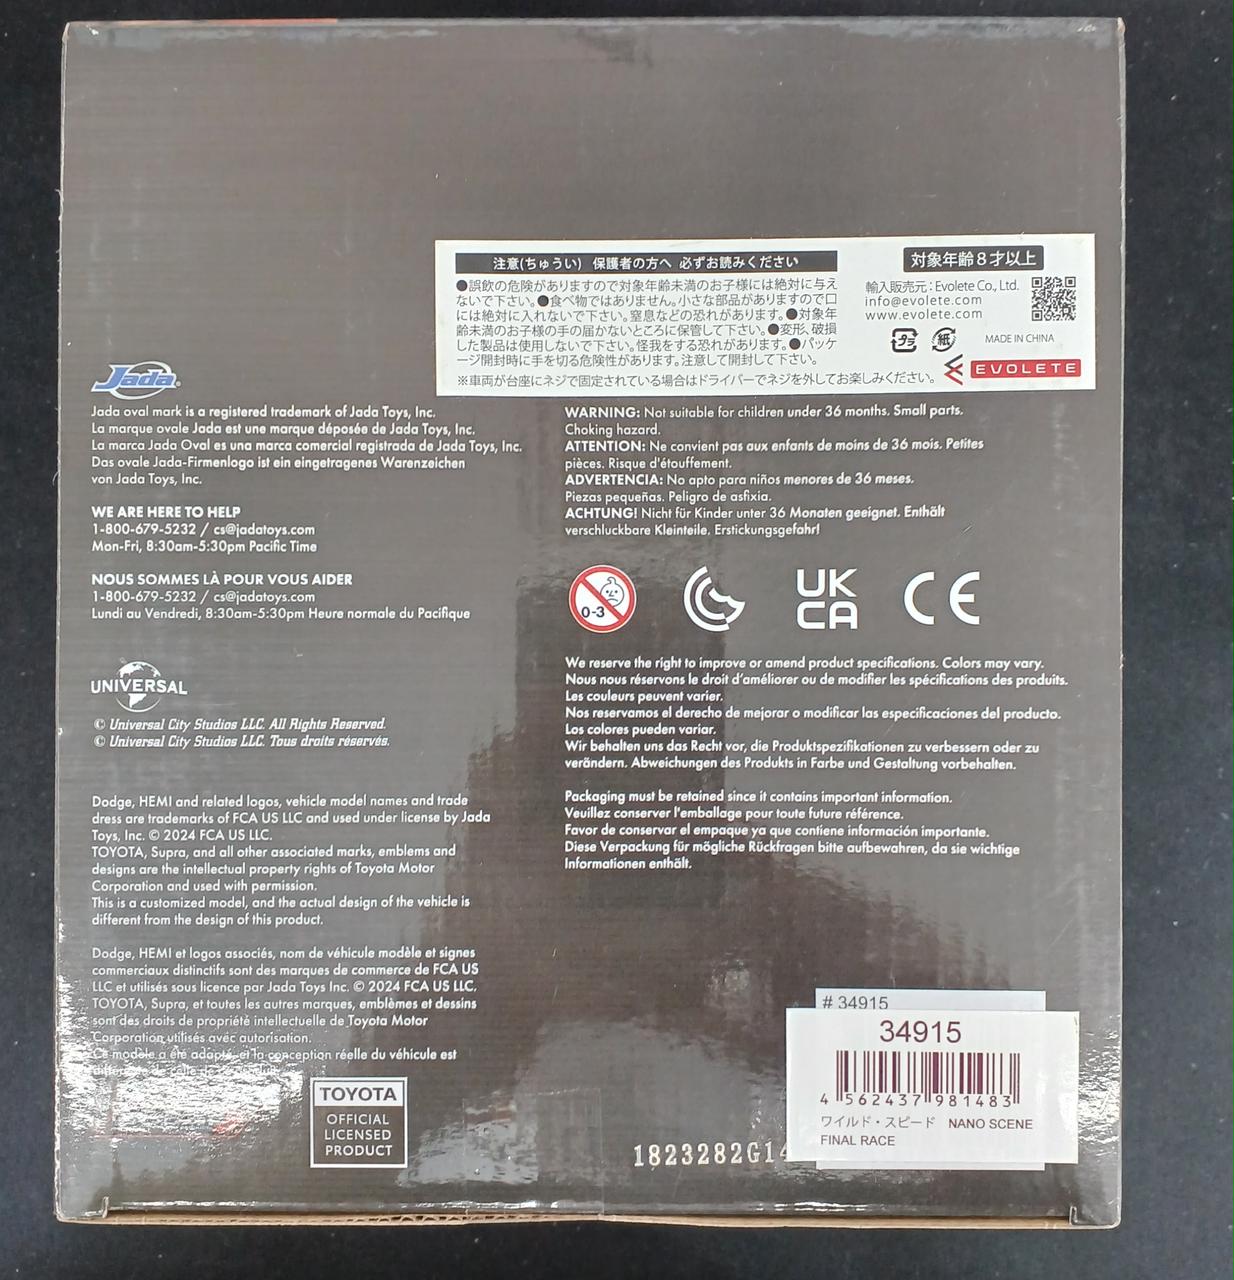 注意(ちゅうい) 保護者の方へ 必ずお読みください
●誤飲の危険がありますので対象年齢未満のお子様には絶対に与え
ないで下さい。●食べ物ではありません。小さな部品がありますので口
には絶対に入れないで下さい。窒息などの恐れがあります。●対象年
齢未満のお子様の手の届かないところに保管して下さい。●変形、破損
した製品は使用しないで下さい。怪我をする恐れがあります。●パッケ
ージ開封時に手を切る危険性があります。注意して開封して下さい。
※車両が台座にネジで固定されている場合はドライバーでネジを外してお楽しみください。
対象年齢8才以上
輸入販売元：Evolete Co., Ltd.
info@evolete.com
www.evolete.com
プラ 紙 MADE IN CHINA
EVOLETE
Jada
Jada oval mark is a registered trademark of Jada Toys, Inc.
La marque ovale Jada est une marque déposée de Jada Toys, Inc.
La marca Jada Oval es una marca comercial registrada de Jada Toys, Inc.
Das ovale Jada-Firmenlogo ist ein eingetragenes Warenzeichen
von Jada Toys, Inc.
WE ARE HERE TO HELP
1-800-679-5232 / cs@jadatoys.com
Mon-Fri, 8:30am-5:30pm Pacific Time
NOUS SOMMES LÀ POUR VOUS AIDER
1-800-679-5232 / cs@jadatoys.com
Lundi au Vendredi, 8:30am-5:30pm Heure normale du Pacifique
UNIVERSAL
© Universal City Studios LLC. All Rights Reserved.
© Universal City Studios LLC. Tous droits réservés.
Dodge, HEMI and related logos, vehicle model names and trade
dress are trademarks of FCA US LLC and used under license by Jada
Toys, Inc. © 2024 FCA US LLC.
TOYOTA, Supra, and all other associated marks, emblems and
designs are the intellectual property rights of Toyota Motor
Corporation and used with permission.
This is a customized model, and the actual design of the vehicle is
different from the design of this product.
Dodge, HEMI et logos associés, nom de véhicule modèle et signes
commerciaux distinctifs sont des marques de commerce de FCA US
LLC et utilisés sous licence par Jada Toys Inc. © 2024 FCA US LLC.
TOYOTA, Supra, et toutes les autres marques, emblèmes et dessins
sont des droits de propriété intellectuelle de Toyota Motor
Corporation utilisés avec autorisation.
Ce modèle a été adapté, et la conception réelle du véhicule est
différente de celle de ce produit.
TOYOTA
OFFICIAL
LICENSED
PRODUCT
WARNING: Not suitable for children under 36 months. Small parts.
Choking hazard.
ATTENTION: Ne convient pas aux enfants de moins de 36 mois. Petites
pièces. Risque d'étouffement.
ADVERTENCIA: No apto para niños menores de 36 meses.
Piezas pequeñas. Peligro de asfixia.
ACHTUNG! Nicht für Kinder unter 36 Monaten geeignet. Enthält
verschluckbare Kleinteile. Erstickungsgefahr!
0-3
UK
CA
CE
We reserve the right to improve or amend product specifications. Colors may vary.
Nous nous réservons le droit d'améliorer ou de modifier les spécifications des produits.
Les couleurs peuvent varier.
Nos reservamos el derecho de mejorar o modificar las especificaciones del producto.
Los colores pueden variar.
Wir behalten uns das Recht vor, die Produktspezifikationen zu verbessern oder zu
verändern. Abweichungen des Produkts in Farbe und Gestaltung vorbehalten.
Packaging must be retained since it contains important information.
Veuillez conserver l'emballage pour toute future référence.
Favor de conservar el empaque ya que contiene información importante.
Diese Verpackung für mögliche Rückfragen bitte aufbewahren, da sie wichtige
Informationen enthält.
# 34915
34915
4 562437 981483
ワイルド・スピード NANO SCENE
FINAL RACE
1823282G14